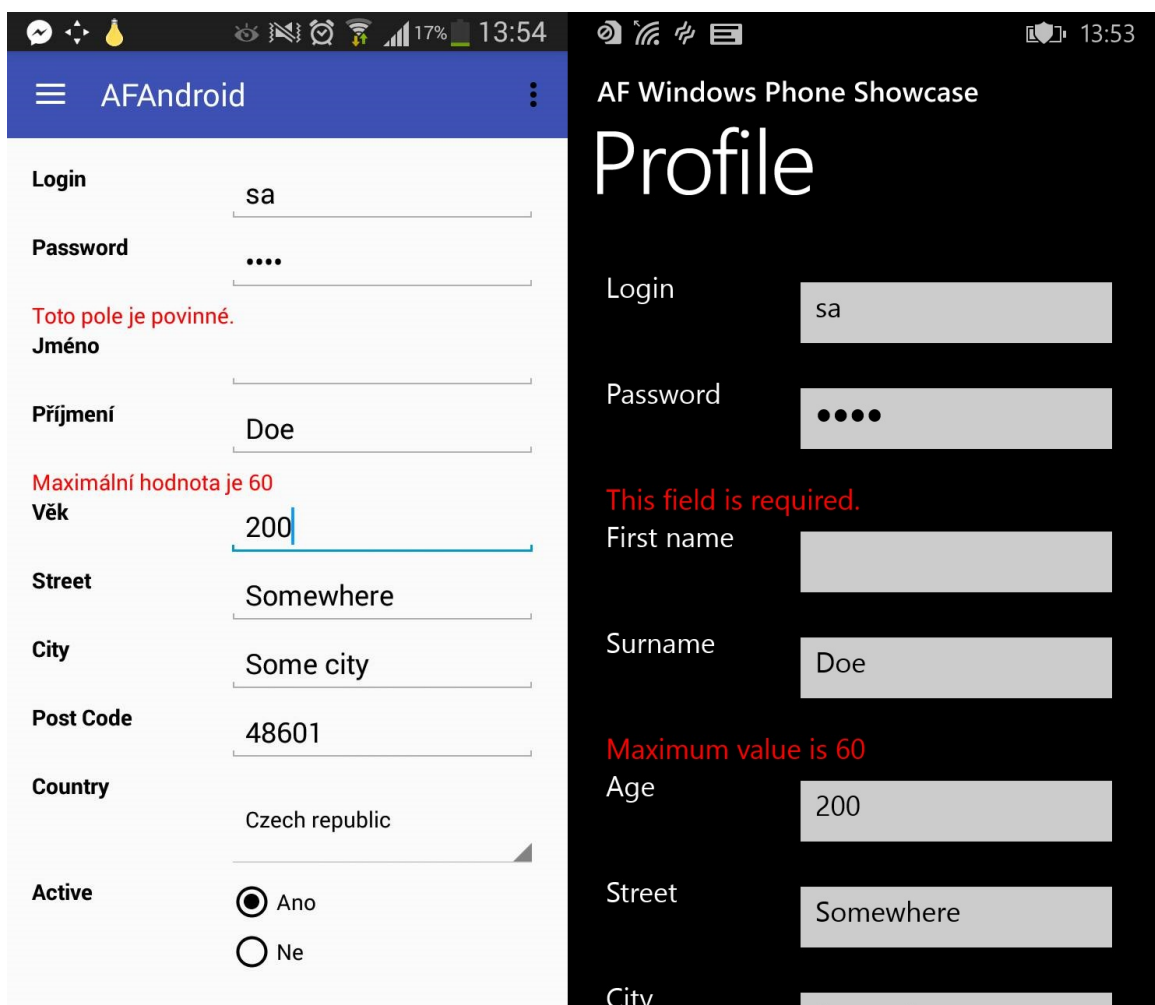 17% 13:54
AFAndroid
Login sa
Password ••••
Toto pole je povinné.
Jméno
Příjmení Doe
Maximální hodnota je 60
Věk 200
Street Somewhere
City Some city
Post Code 48601
Country Czech republic
Active Ano
Ne
13:53
AF Windows Phone Showcase
Profile
Login sa
Password ••••
This field is required.
First name
Surname Doe
Maximum value is 60
Age 200
Street Somewhere
City